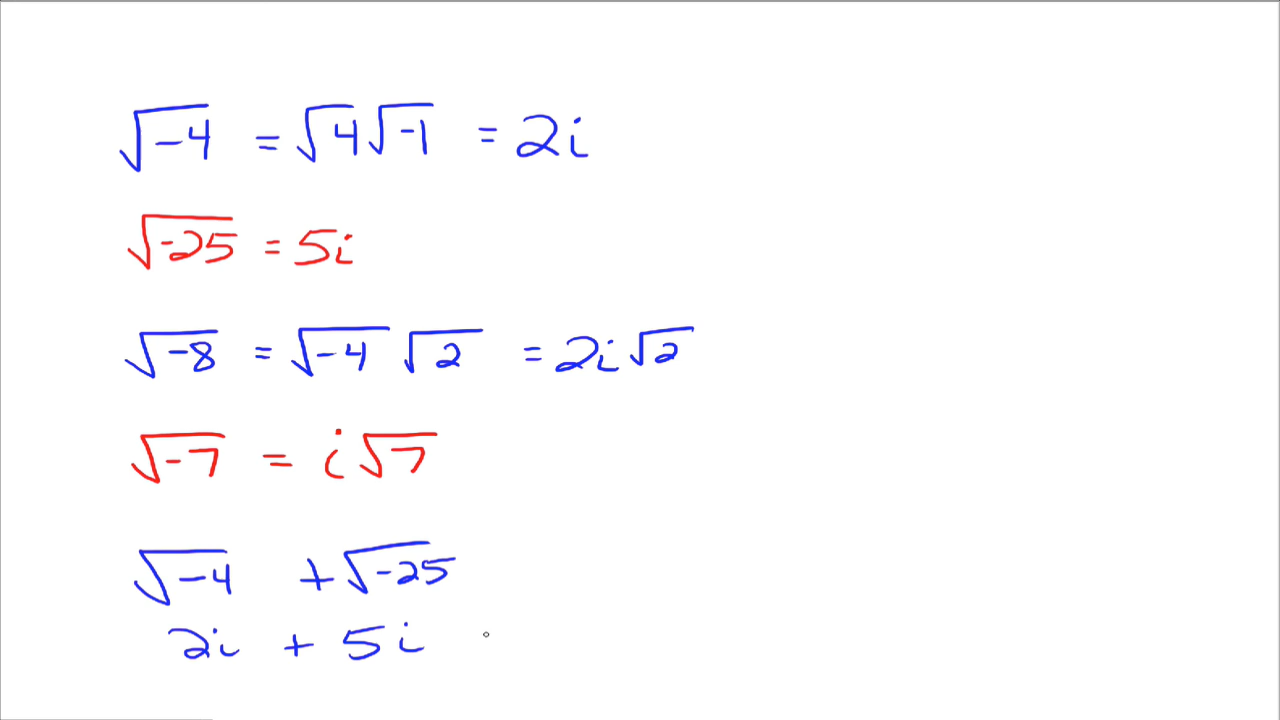 √-4 = √4 √-1 = 2i
√-25 = 5i
√-8 = √-4 √2 = 2i √2
√-7 = i √7
√-4 + √-25
2i + 5i